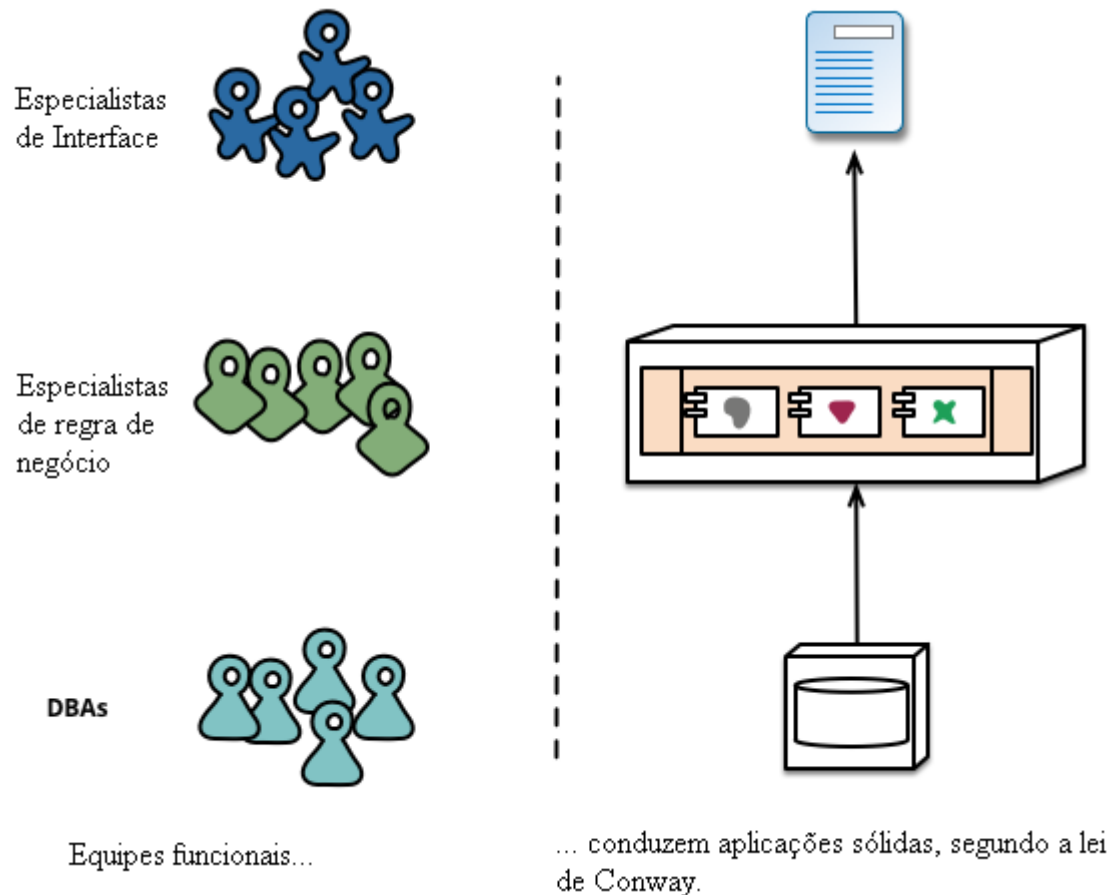 Especialistas
de Interface
Especialistas
de regra de
negócio
DBAs
Equipes funcionais...
... conduzem aplicações sólidas, segundo a lei
de Conway.